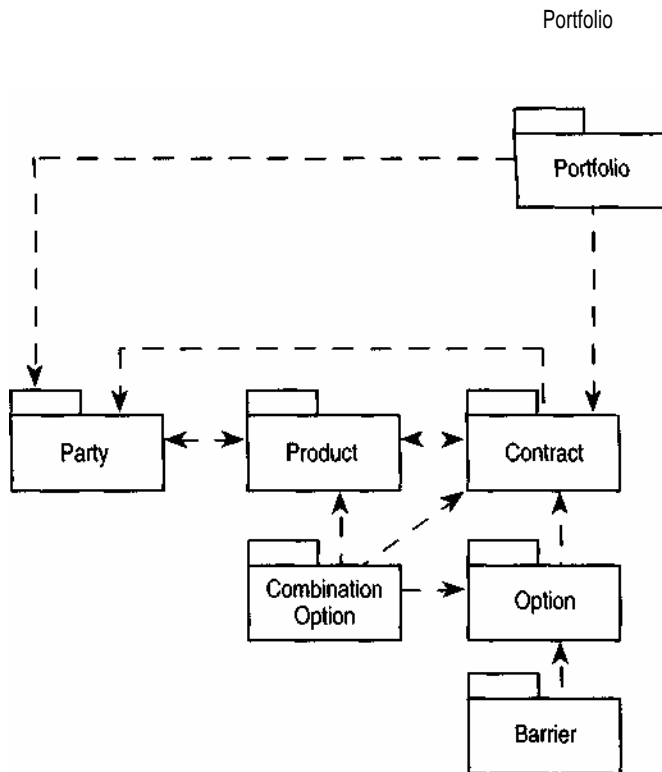 Portfolio
Portfolio
Party
Product
Contract
Combination
Option
Option
Barrier